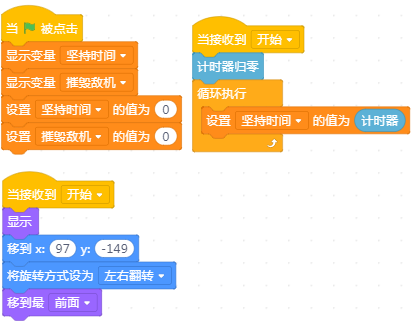 当 被点击
显示变量 坚持时间
显示变量 摧毁敌机
设置 坚持时间 的值为 0
设置 摧毁敌机 的值为 0
当接收到 开始
计时器归零
循环执行
设置 坚持时间 的值为 计时器
当接收到 开始
显示
移到 x: 97 y: -149
将旋转方式设为 左右翻转
移到最 前面